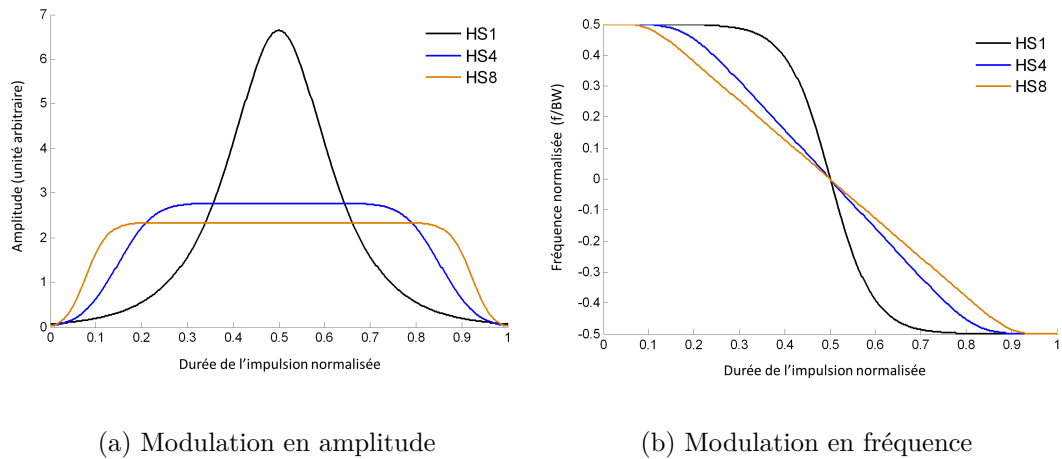 7
6
5
4
3
2
1
0
Amplitude (unité arbitraire)
HS1
HS4
HS8
0 0.1 0.2 0.3 0.4 0.5 0.6 0.7 0.8 0.9 1
Durée de l'impulsion normalisée
(a) Modulation en amplitude
0.5
0.4
0.3
0.2
0.1
0
-0.1
-0.2
-0.3
-0.4
-0.5
Fréquence normalisée (f/BW)
HS1
HS4
HS8
0 0.1 0.2 0.3 0.4 0.5 0.6 0.7 0.8 0.9 1
Durée de l'impulsion normalisée
(b) Modulation en fréquence